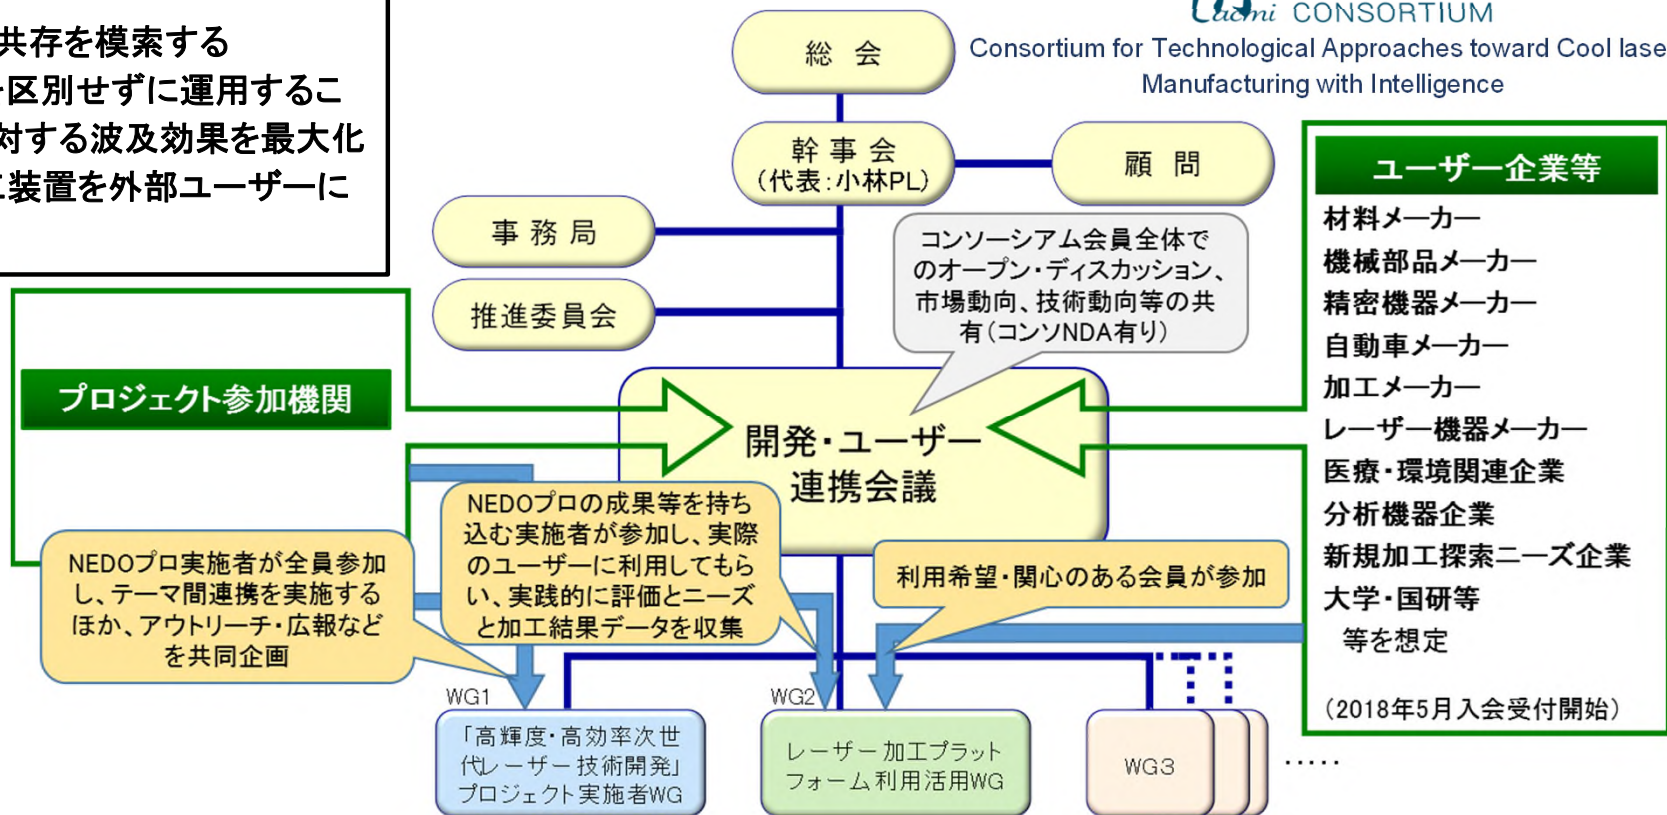 共存を模索する
区別せずに運用するこ
対する波及効果を最大化
装置を外部ユーザーに
CONSORTIUM
Consortium for Technological Approaches toward Cool lase
Manufacturing with Intelligence
総 会
幹 事 会
(代表:小林PL)
顧 問
事 務 局
推進委員会
コンソーシアム会員全体で
のオープン・ディスカッション、
市場動向、技術動向等の共
有(コンソNDA有り)
プロジェクト参加機関
開発・ユーザー
連携会議
ユーザー企業等
材料メーカー
機械部品メーカー
精密機器メーカー
自動車メーカー
加工メーカー
レーザー機器メーカー
医療・環境関連企業
分析機器企業
新規加工探索ニーズ企業
大学・国研等
等を想定
(2018年5月入会受付開始)
NEDOプロ実施者が全員参加
し、テーマ間連携を実施する
ほか、アウトリーチ・広報など
を共同企画
NEDOプロの成果等を持ち
込む実施者が参加し、実際
のユーザーに利用してもら
い、実践的に評価とニーズ
と加工結果データを収集
利用希望・関心のある会員が参加
WG1
「高輝度・高効率次世
代レーザー技術開発」
プロジェクト実施者WG
WG2
レーザー加工プラット
フォーム利用活用WG
WG3
.....